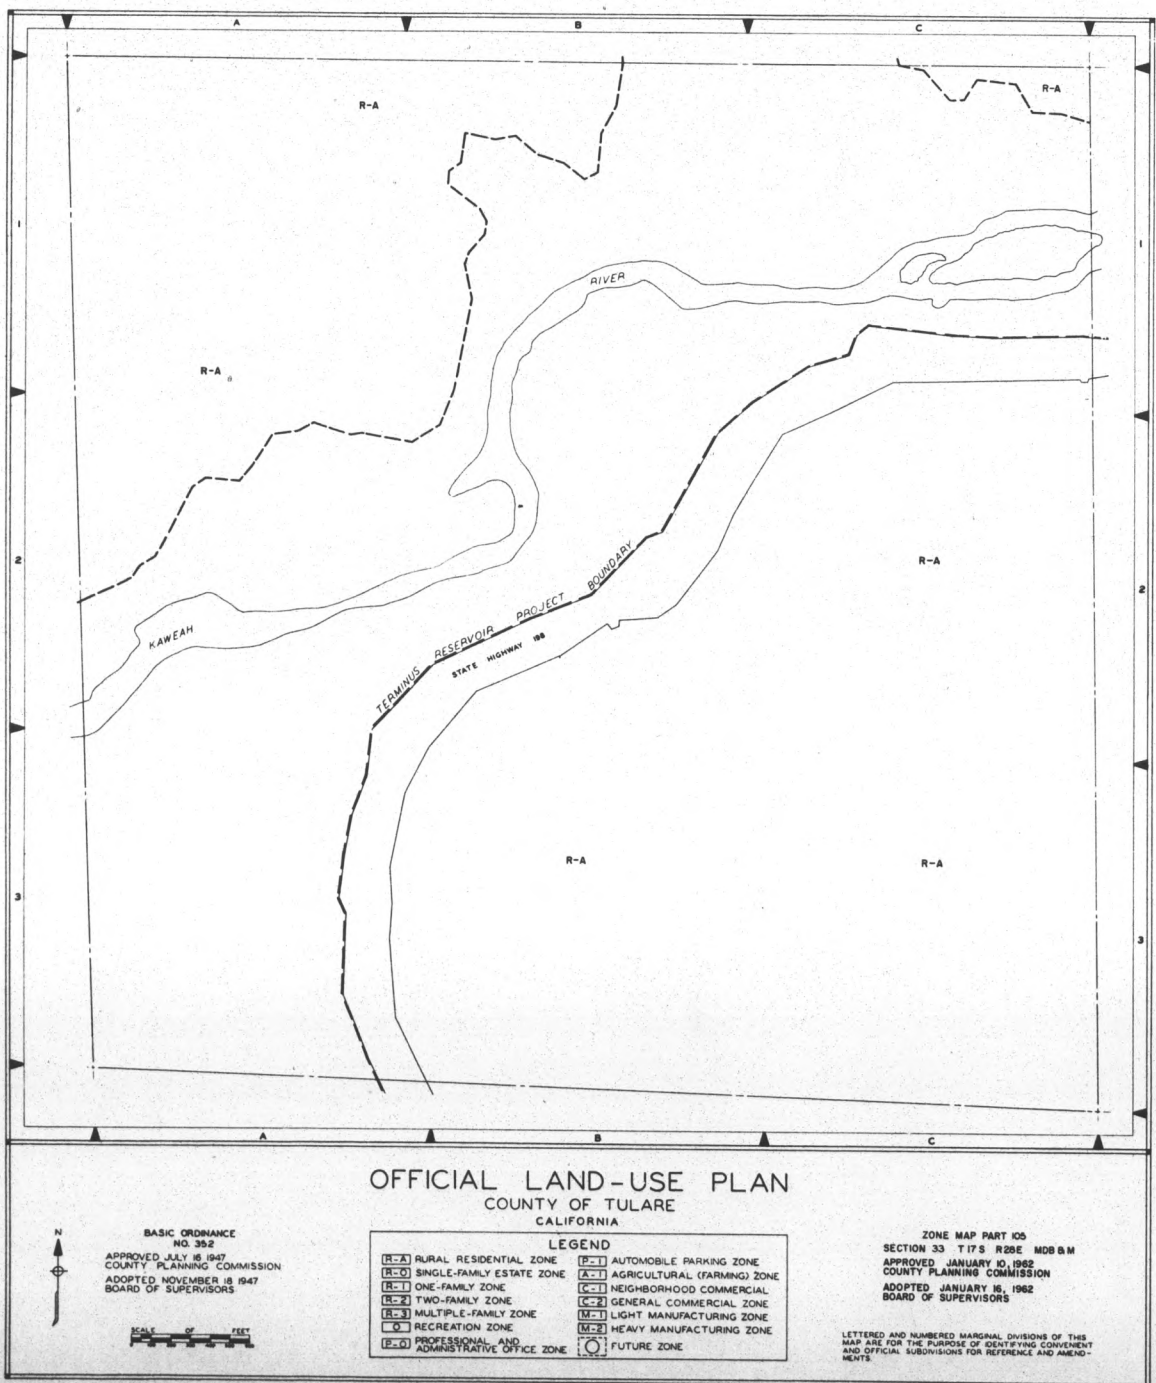 A B C
R-A
R-A
1
1
RIVER
R-A
2
2
R-A
KAWEAH
TERMINUS RESERVOIR PROJECT BOUNDARY
STATE HIGHWAY 198
R-A
R-A
3
3
A B C
OFFICIAL LAND-USE PLAN
COUNTY OF TULARE
CALIFORNIA
N
BASIC ORDINANCE
NO. 352
APPROVED JULY 16 1947
COUNTY PLANNING COMMISSION
ADOPTED NOVEMBER 18 1947
BOARD OF SUPERVISORS
SCALE OF FEET
LEGEND
R-A RURAL RESIDENTIAL ZONE
R-O SINGLE-FAMILY ESTATE ZONE
R-1 ONE-FAMILY ZONE
R-2 TWO-FAMILY ZONE
R-3 MULTIPLE-FAMILY ZONE
O RECREATION ZONE
P-O PROFESSIONAL AND
ADMINISTRATIVE OFFICE ZONE
P-1 AUTOMOBILE PARKING ZONE
A-1 AGRICULTURAL (FARMING) ZONE
C-1 NEIGHBORHOOD COMMERCIAL
C-2 GENERAL COMMERCIAL ZONE
M-1 LIGHT MANUFACTURING ZONE
M-2 HEAVY MANUFACTURING ZONE
FUTURE ZONE
ZONE MAP PART 105
SECTION 33 T17S R28E MDB&M
APPROVED JANUARY 10, 1962
COUNTY PLANNING COMMISSION
ADOPTED JANUARY 16, 1962
BOARD OF SUPERVISORS
LETTERED AND NUMBERED MARGINAL DIVISIONS OF THIS
MAP ARE FOR THE PURPOSE OF IDENTIFYING CONVENIENT
AND OFFICIAL SUBDIVISIONS FOR REFERENCE AND AMEND-
MENTS.